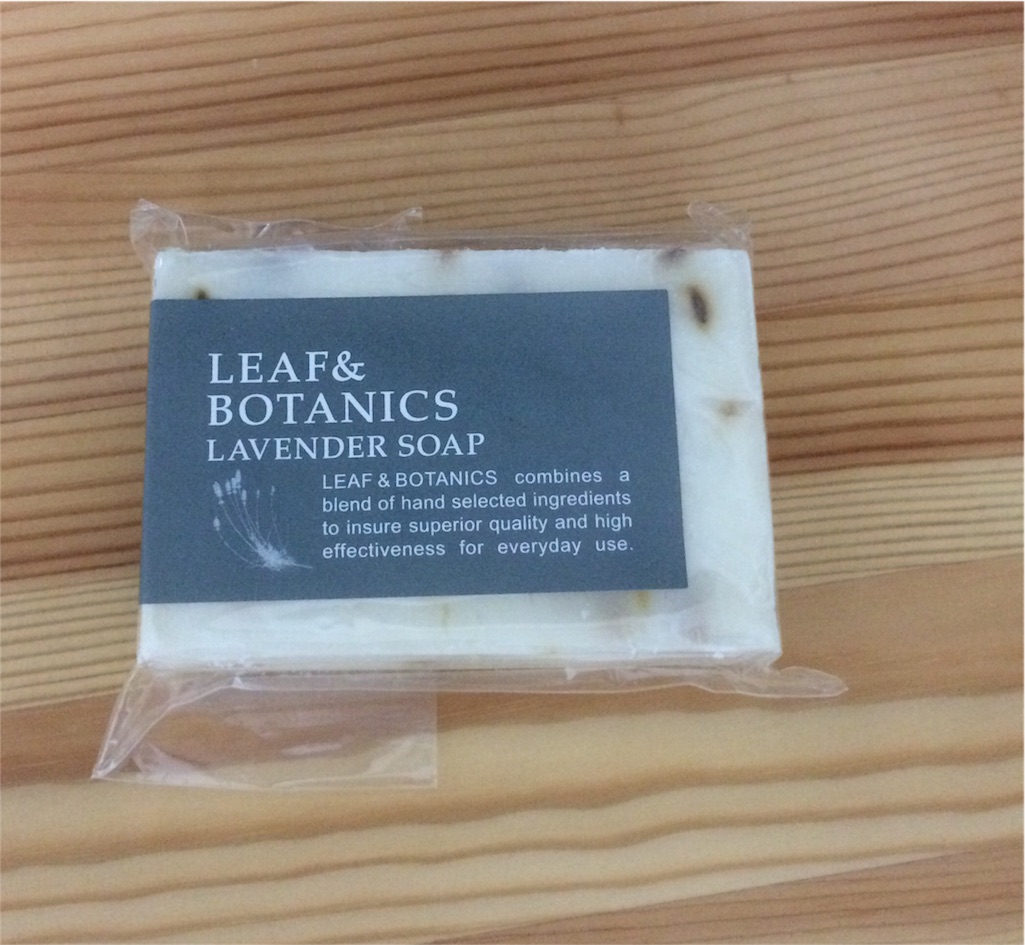 LEAF&
BOTANICS
LAVENDER SOAP
LEAF & BOTANICS combines a
blend of hand selected ingredients
to insure superior quality and high
effectiveness for everyday use.